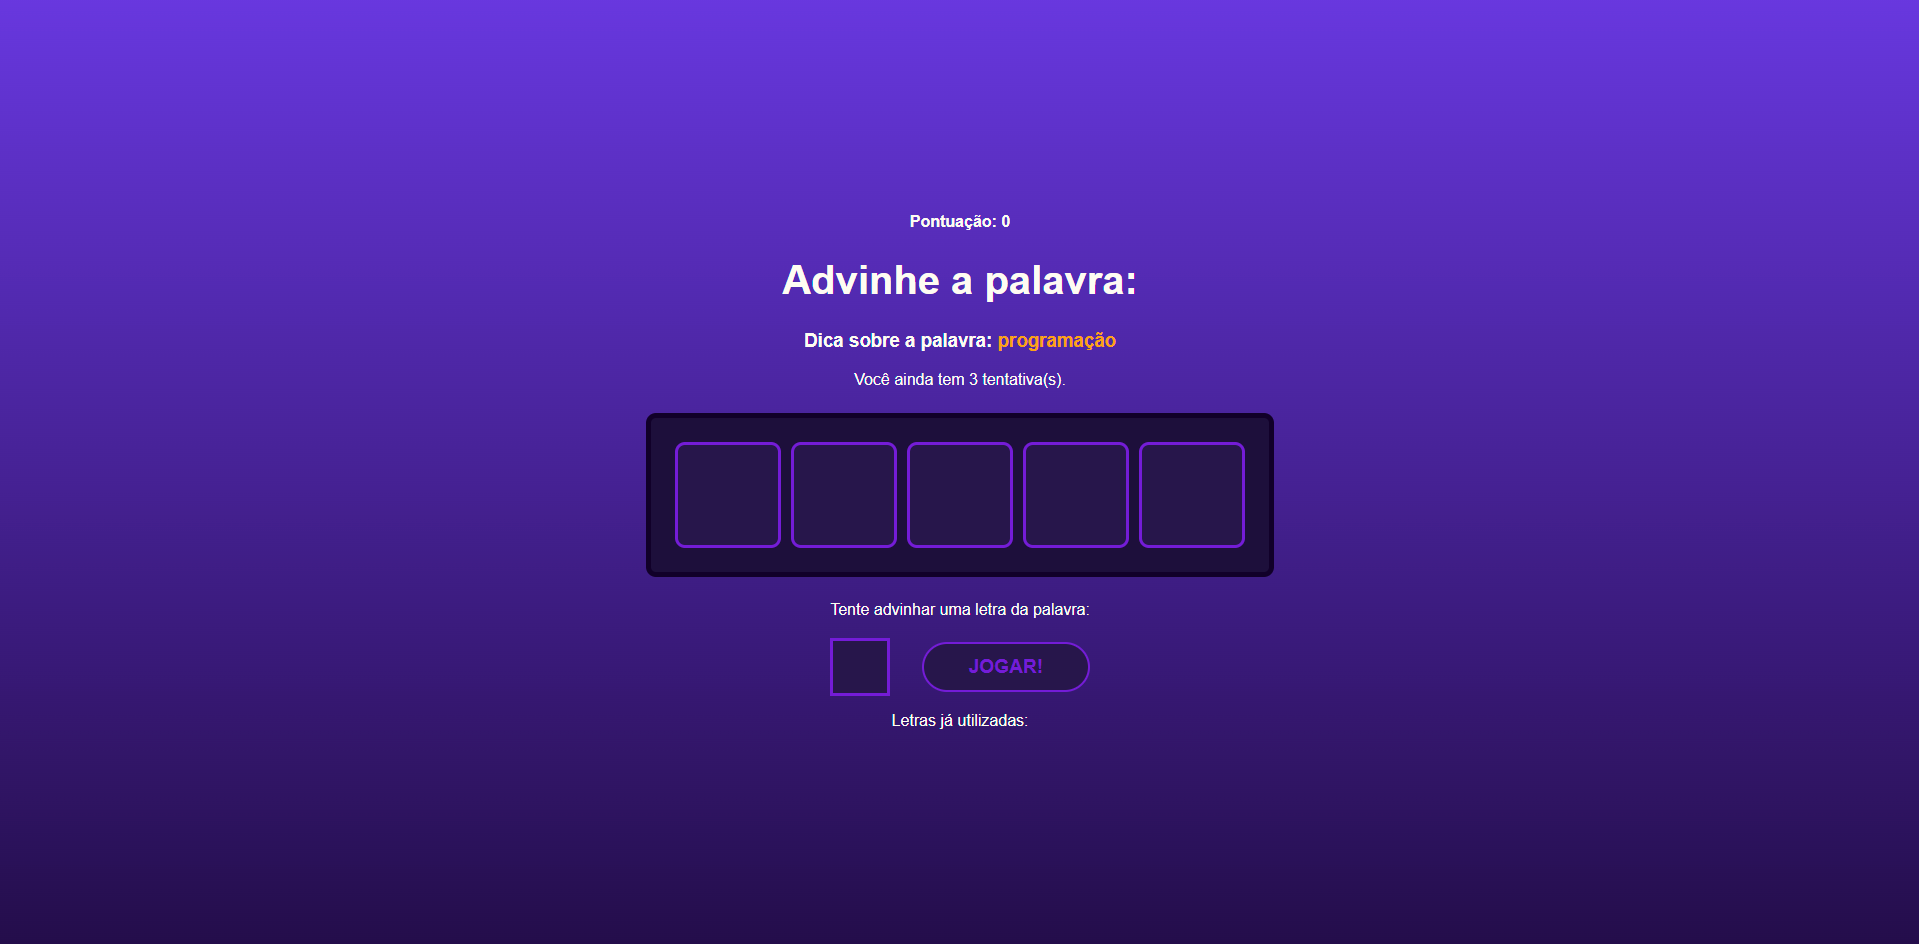 Pontuação: 0
Advinhe a palavra:
Dica sobre a palavra: programação
Você ainda tem 3 tentativa(s).
Tente advinhar uma letra da palavra:
JOGAR!
Letras já utilizadas: